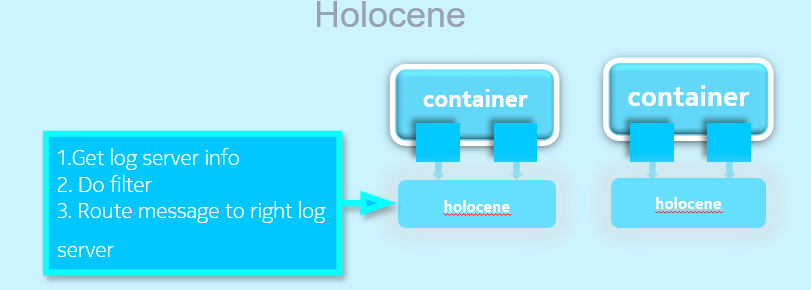 Holocene
container
container
1.Get log server info
2. Do filter
3. Route message to right log
server
holocene
holocene